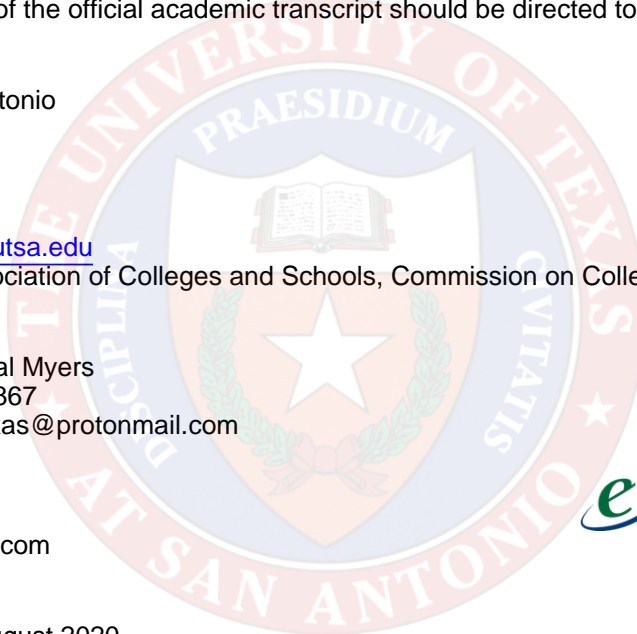 of the official academic transcript should be directed to
tonio
utsa.edu
ociation of Colleges and Schools, Commission on Colle
al Myers
867
as@protonmail.com
.com
2020
THE UNIVERSITY OF TEXAS
AT SAN ANTONIO
PRAESIDIUM
DISCIPLINA
CIVITATIS
e